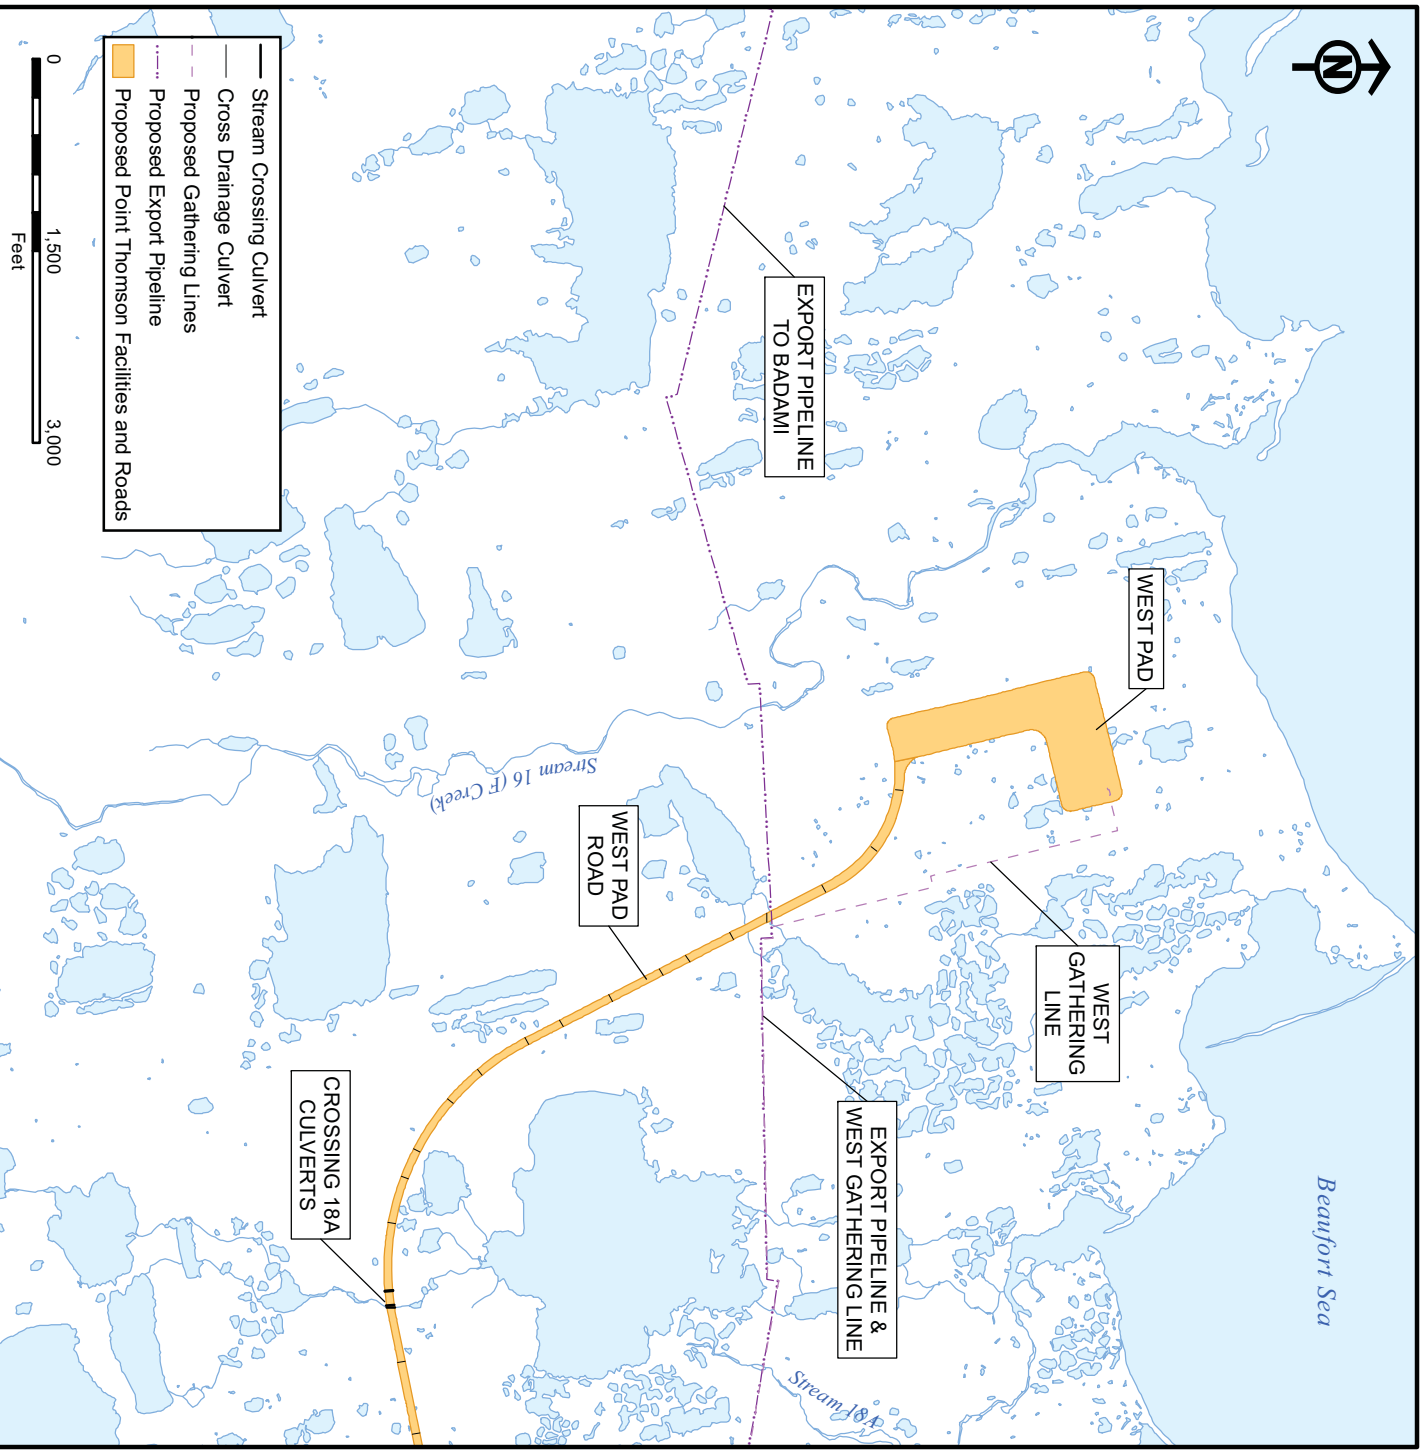 N
Beaufort Sea
WEST PAD
EXPORT PIPELINE
TO BADAMI
WEST
GATHERING
LINE
EXPORT PIPELINE &
WEST GATHERING LINE
Stream 18A
Stream 16 (F Creek)
WEST PAD
ROAD
CROSSING 18A
CULVERTS
Stream Crossing Culvert
Cross Drainage Culvert
Proposed Gathering Lines
Proposed Export Pipeline
Proposed Point Thomson Facilities and Roads
0 1,500 3,000
Feet